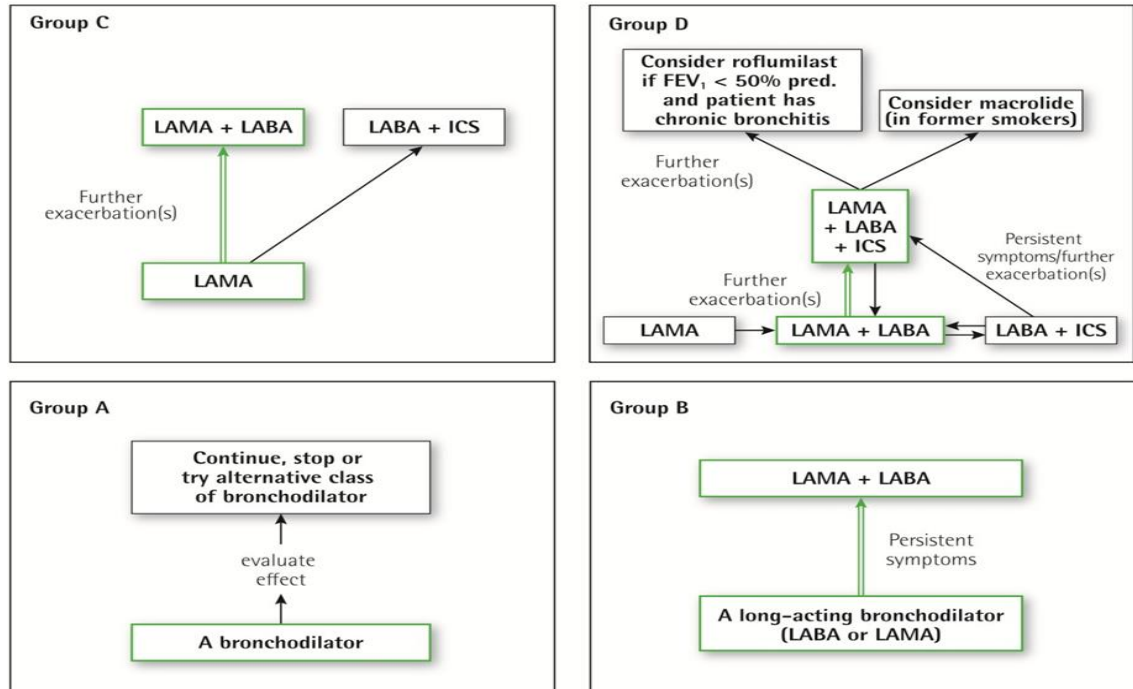 Group C
LAMA + LABA
LABA + ICS
Further
exacerbation(s)
LAMA
Group D
Consider roflumilast
if FEV₁ < 50% pred.
and patient has
chronic bronchitis
Consider macrolide
(in former smokers)
Further
exacerbation(s)
LAMA
+ LABA
+ ICS
Persistent
symptoms/further
exacerbation(s)
Further
exacerbation(s)
LAMA
LAMA + LABA
LABA + ICS
Group A
Continue, stop or
try alternative class
of bronchodilator
evaluate
effect
A bronchodilator
Group B
LAMA + LABA
Persistent
symptoms
A long-acting bronchodilator
(LABA or LAMA)